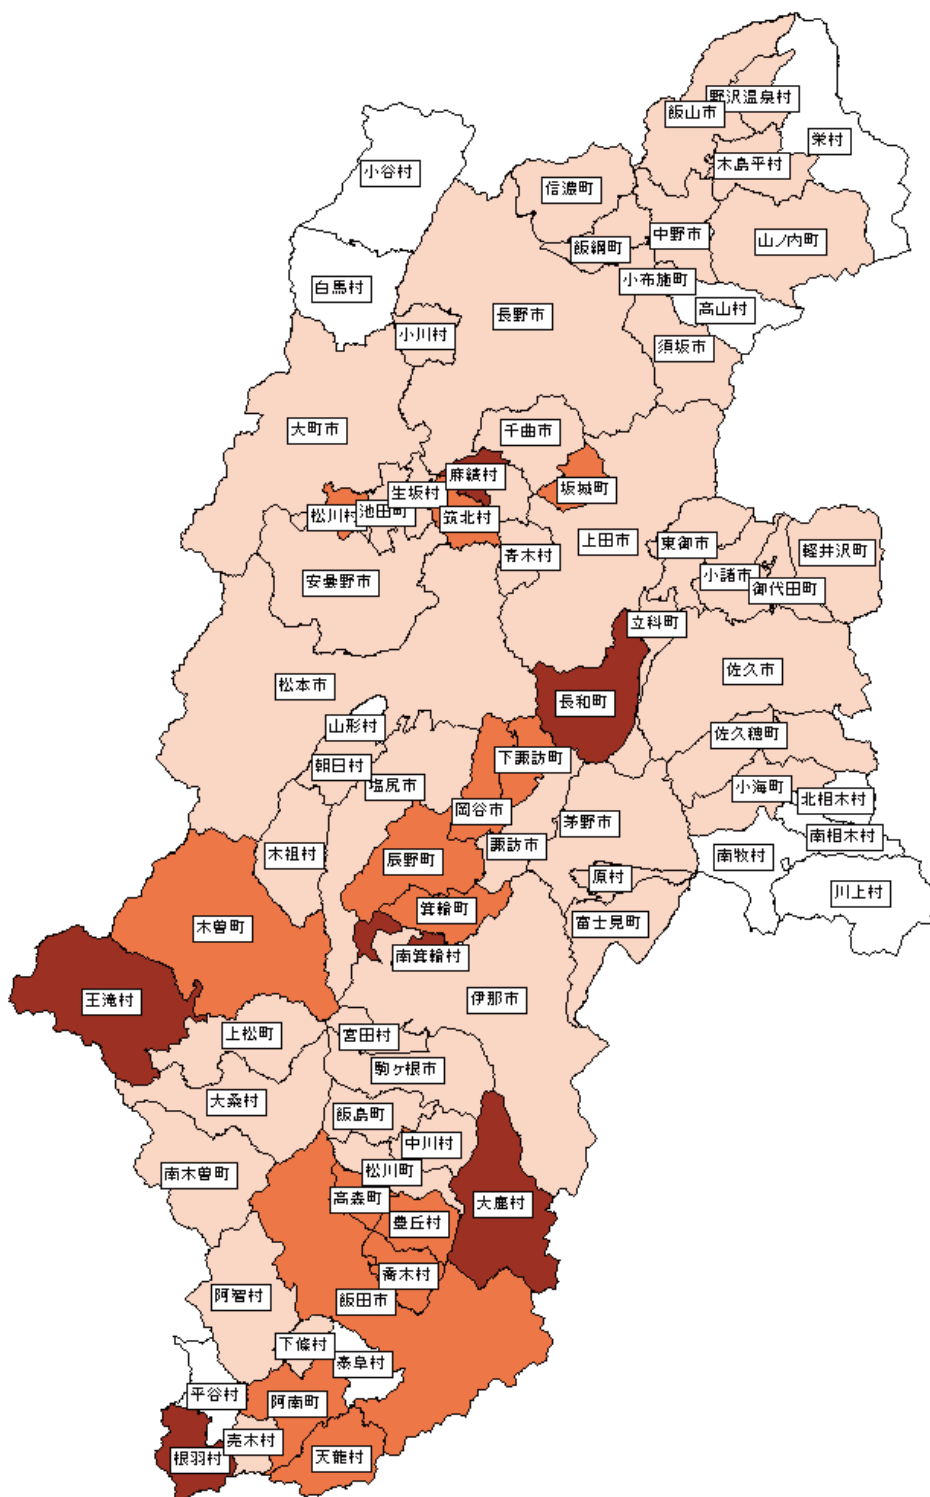 野沢温泉村
飯山市
栄村
木島平村
小谷村
信濃町
中野市
山ノ内町
飯綱町
小布施町
白馬村
高山村
長野市
小川村
須坂市
大町市
千曲市
麻績村
坂城町
生坂村
松川村
池田町
筑北村
上田市
東御市
軽井沢町
青木村
安曇野市
小諸市
御代田町
立科町
佐久市
松本市
長和町
山形村
佐久穂町
下諏訪町
朝日村
塩尻市
小海町
北相木村
岡谷市
茅野市
南相木村
諏訪市
木祖村
南牧村
辰野町
原村
川上村
箕輪町
木曽町
富士見町
南箕輪村
王滝村
伊那市
上松町
宮田村
駒ヶ根市
大桑村
飯島町
中川村
南木曽町
松川町
高森町
大鹿村
豊丘村
喬木村
阿智村
飯田市
下條村
泰阜村
平谷村
阿南町
売木村
根羽村
天龍村